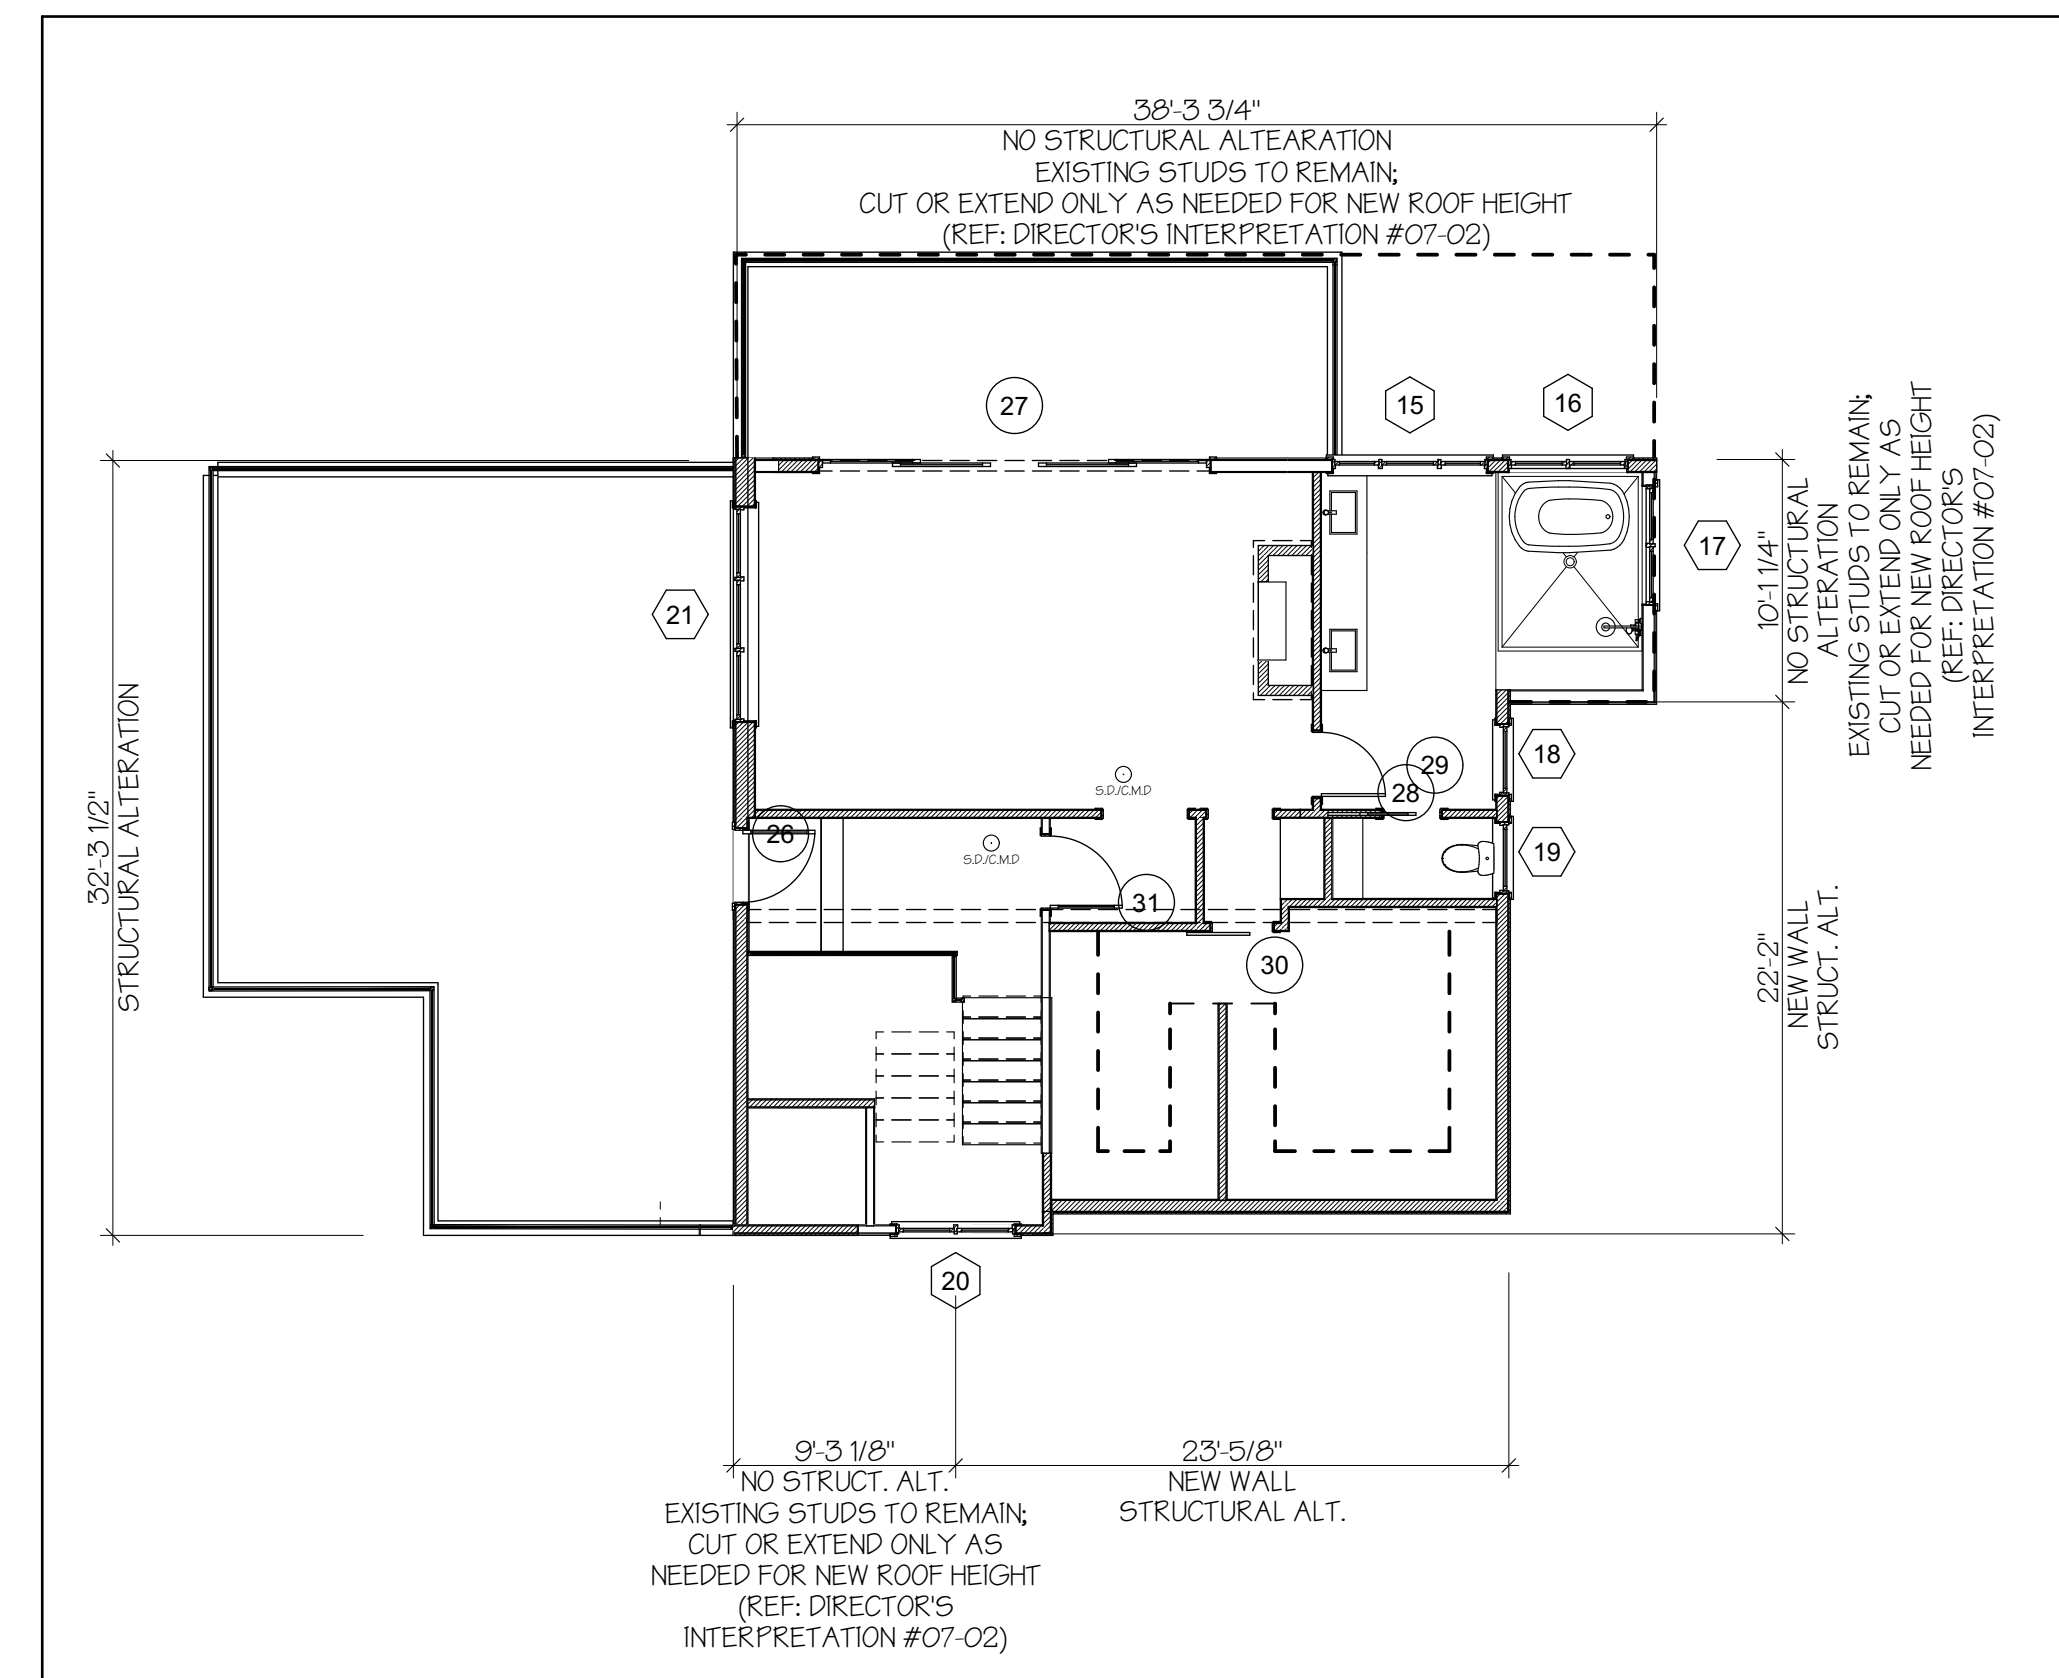 38'-3 3/4"
NO STRUCTURAL ALTEARATION
EXISTING STUDS TO REMAIN;
CUT OR EXTEND ONLY AS NEEDED FOR NEW ROOF HEIGHT
(REF: DIRECTOR'S INTERPRETATION #07-02)
27
15
16
17
10'-1 1/4"
NO STRUCTURAL
ALTERATION
EXISTING STUDS TO REMAIN;
CUT OR EXTEND ONLY AS
NEEDED FOR NEW ROOF HEIGHT
(REF: DIRECTOR'S
INTERPRETATION #07-02)
21
32'-3 1/2"
STRUCTURAL ALTERATION
18
29
28
S.D./C.M.D
26
S.D./C.M.D
19
31
30
22'-2"
NEW WALL
STRUCT. ALT.
20
9'-3 1/8"
NO STRUCT. ALT.
EXISTING STUDS TO REMAIN;
CUT OR EXTEND ONLY AS
NEEDED FOR NEW ROOF HEIGHT
(REF: DIRECTOR'S
INTERPRETATION #07-02)
23'-5/8"
NEW WALL
STRUCTURAL ALT.